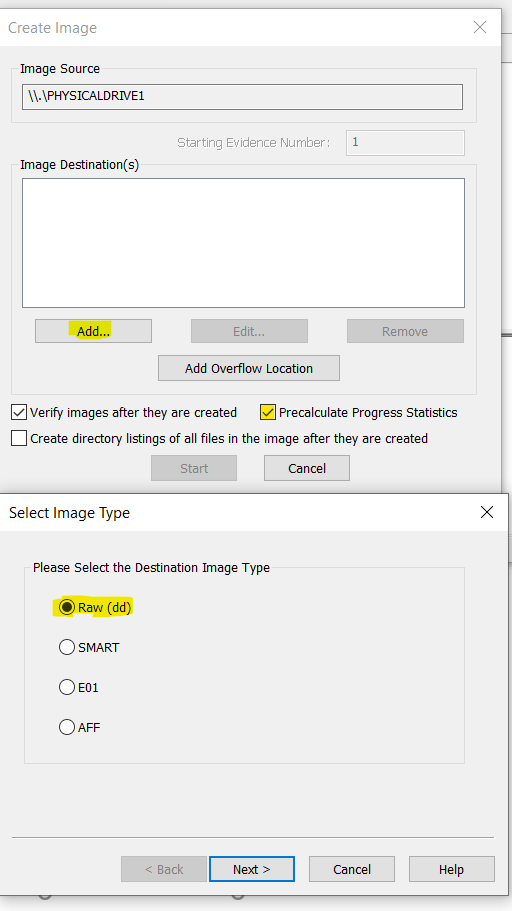 Create Image
Image Source
\\.\PHYSICALDRIVE1
Starting Evidence Number: 1
Image Destination(s)
Add... Edit... Remove
Add Overflow Location
Verify images after they are created Precalculate Progress Statistics
Create directory listings of all files in the image after they are created
Start Cancel
Select Image Type
Please Select the Destination Image Type
Raw (dd)
SMART
E01
AFF
< Back Next > Cancel Help